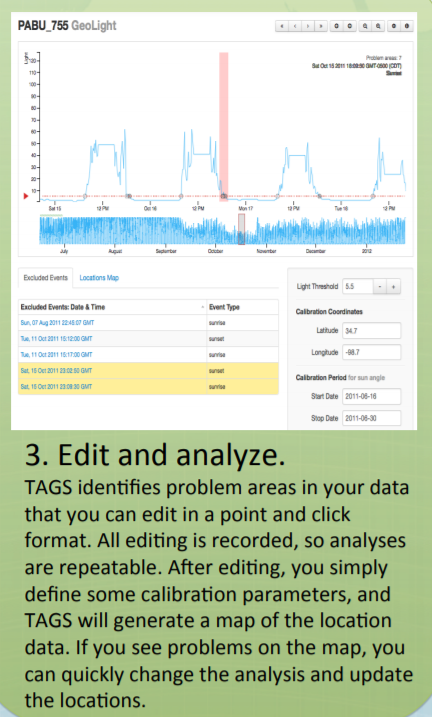 PABU_755 GeoLight
Problem areas: 7
Sat Oct 15 2011 18:09:30 GMT-0500 (CDT)
Sunrise
Light
120
110
100
90
80
70
60
50
40
30
20
10
Sat 15
12 PM
Oct 16
12 PM
Mon 17
12 PM
Tue 18
12 PM
July
August
September
October
November
December
2012
Excluded Events
Locations Map
Excluded Events: Date & Time
Event Type
Sun, 07 Aug 2011 22:45:07 GMT
sunrise
Tue, 11 Oct 2011 15:12:00 GMT
sunset
Tue, 11 Oct 2011 15:17:00 GMT
sunrise
Sat, 15 Oct 2011 23:02:50 GMT
sunset
Sat, 15 Oct 2011 23:09:30 GMT
sunrise
Light Threshold 5.5 - +
Calibration Coordinates
Latitude 34.7
Longitude -98.7
Calibration Period for sun angle
Start Date 2011-06-16
Stop Date 2011-06-30
3. Edit and analyze.
TAGS identifies problem areas in your data
that you can edit in a point and click
format. All editing is recorded, so analyses
are repeatable. After editing, you simply
define some calibration parameters, and
TAGS will generate a map of the location
data. If you see problems on the map, you
can quickly change the analysis and update
the locations.